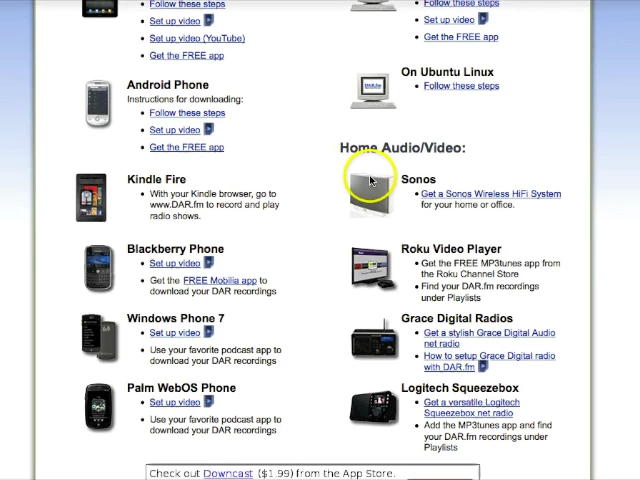 Follow these steps
Set up video
Set up video (YouTube)
Get the FREE app
Android Phone
Instructions for downloading:
Follow these steps
Set up video
Get the FREE app
Kindle Fire
With your Kindle browser, go to
www.DAR.fm to record and play
radio shows.
Blackberry Phone
Set up video
Get the FREE Mobilia app to
download your DAR recordings
Windows Phone 7
Set up video
Use your favorite podcast app to
download your DAR recordings
Palm WebOS Phone
Set up video
Use your favorite podcast app to
download your DAR recordings
Follow these steps
Set up video
Get the FREE app
On Ubuntu Linux
Follow these steps
Home Audio/Video:
Sonos
Get a Sonos Wireless HiFi System
for your home or office.
Roku Video Player
Get the FREE MP3tunes app from
the Roku Channel Store
Find your DAR.fm recordings
under Playlists
Grace Digital Radios
Get a stylish Grace Digital Audio
net radio
How to setup Grace Digital radio
with DAR.fm
Logitech Squeezebox
Get a versatile Logitech
Squeezebox net radio
Add the MP3tunes app and find
your DAR.fm recordings under
Playlists
Check out Downcast ($1.99) from the App Store.